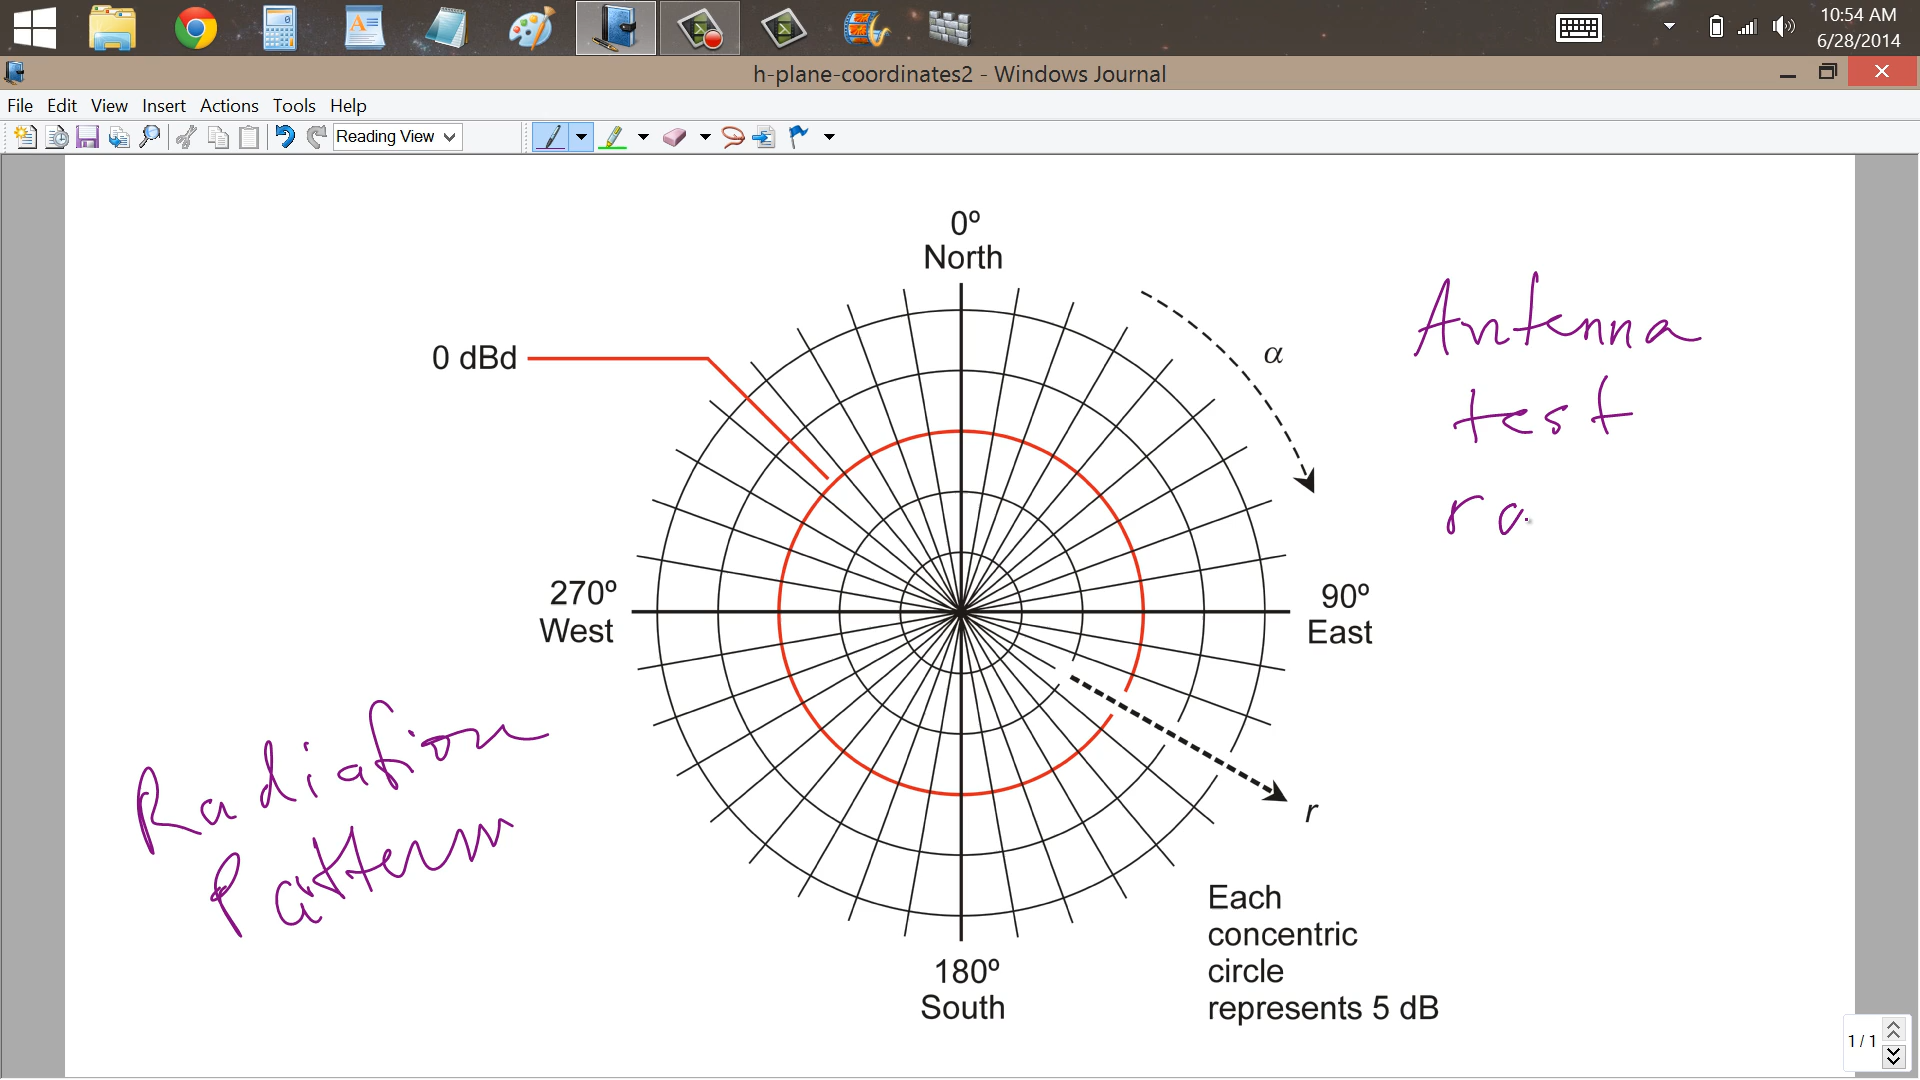 10:54 AM
6/28/2014
h-plane-coordinates2 - Windows Journal
File Edit View Insert Actions Tools Help
Reading View
0º
North
0 dBd
α
Antenna
test
ra
270º
West
90º
East
Radiation
Pattern
r
Each
concentric
circle
represents 5 dB
180º
South
1 / 1